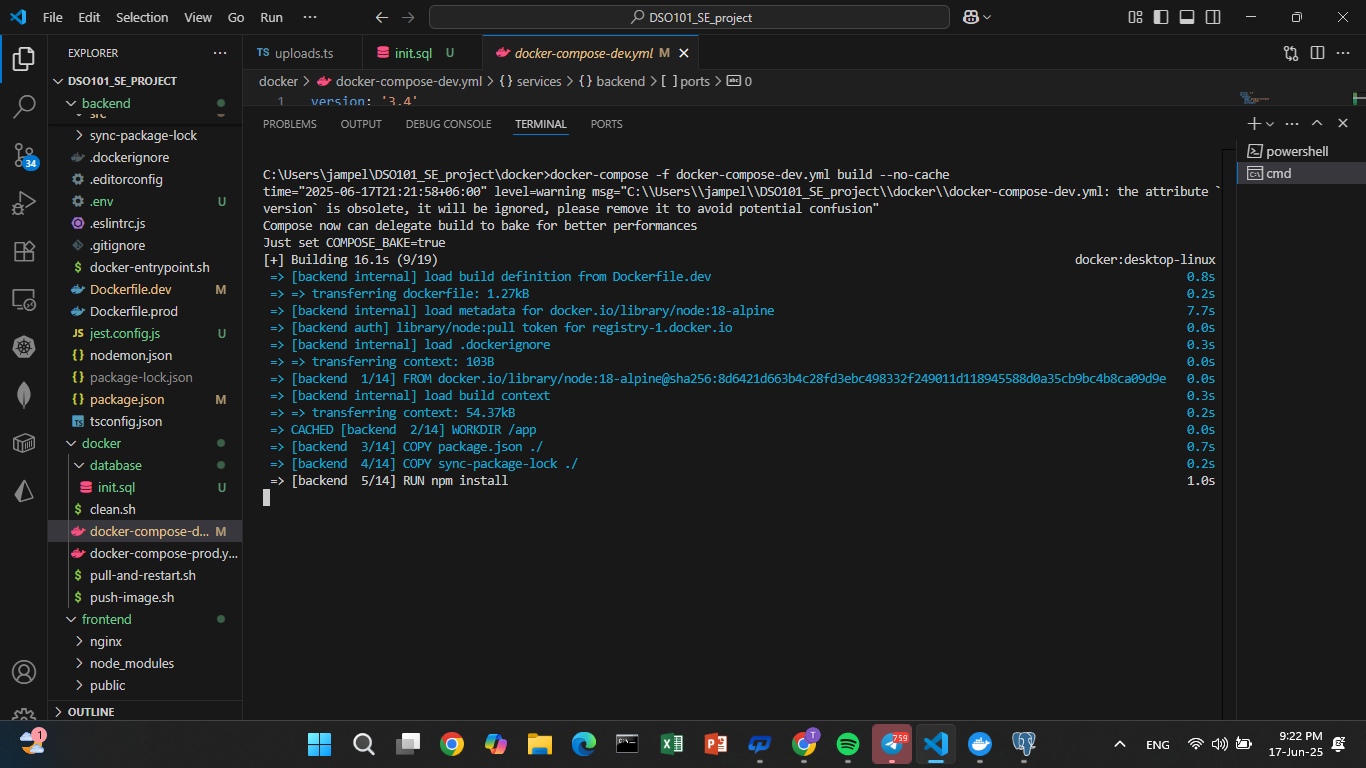 File Edit Selection View Go Run ··· DSO101_SE_project
EXPLORER ···
DSO101_SE_PROJECT
backend
src
sync-package-lock
.dockerignore
.editorconfig
.env U
.eslintrc.js
.gitignore
$ docker-entrypoint.sh
Dockerfile.dev M
Dockerfile.prod
JS jest.config.js U
{} nodemon.json
{} package-lock.json
{} package.json M
TS tsconfig.json
docker
database
init.sql U
$ clean.sh
docker-compose-d... M
docker-compose-prod.y...
$ pull-and-restart.sh
$ push-image.sh
frontend
nginx
node_modules
public
OUTLINE
34
TS uploads.ts
init.sql U
docker-compose-dev.yml M
docker > docker-compose-dev.yml > {} services > {} backend > [ ] ports > abc 0
1 version: '3.4'
PROBLEMS OUTPUT DEBUG CONSOLE TERMINAL PORTS
powershell
cmd
C:\Users\jampel\DSO101_SE_project\docker>docker-compose -f docker-compose-dev.yml build --no-cache
time="2025-06-17T21:21:58+06:00" level=warning msg="C:\\Users\\jampel\\DSO101_SE_project\\docker\\docker-compose-dev.yml: the attribute `
version` is obsolete, it will be ignored, please remove it to avoid potential confusion"
Compose now can delegate build to bake for better performances
Just set COMPOSE_BAKE=true
[+] Building 16.1s (9/19) docker:desktop-linux
=> [backend internal] load build definition from Dockerfile.dev 0.8s
=> => transferring dockerfile: 1.27kB 0.2s
=> [backend internal] load metadata for docker.io/library/node:18-alpine 7.7s
=> [backend auth] library/node:pull token for registry-1.docker.io 0.0s
=> [backend internal] load .dockerignore 0.3s
=> => transferring context: 103B 0.0s
=> [backend  1/14] FROM docker.io/library/node:18-alpine@sha256:8d6421d663b4c28fd3ebc498332f249011d118945588d0a35cb9bc4b8ca09d9e 0.0s
=> [backend internal] load build context 0.3s
=> => transferring context: 54.37kB 0.2s
=> CACHED [backend  2/14] WORKDIR /app 0.0s
=> [backend  3/14] COPY package.json ./ 0.7s
=> [backend  4/14] COPY sync-package-lock ./ 0.2s
=> [backend  5/14] RUN npm install 1.0s
1
T
759
ENG
9:22 PM
17-Jun-25